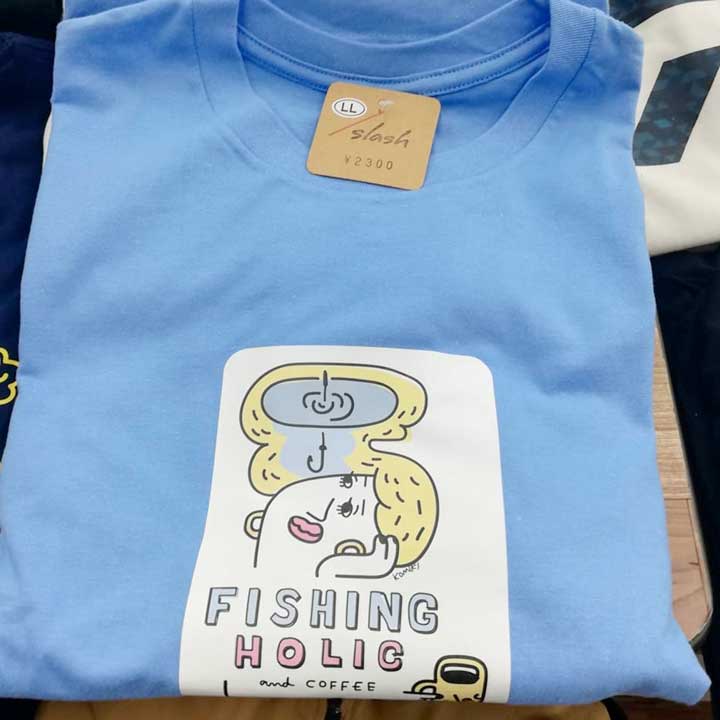 LL
slash
¥2300
FISHING
HOLIC
and COFFEE